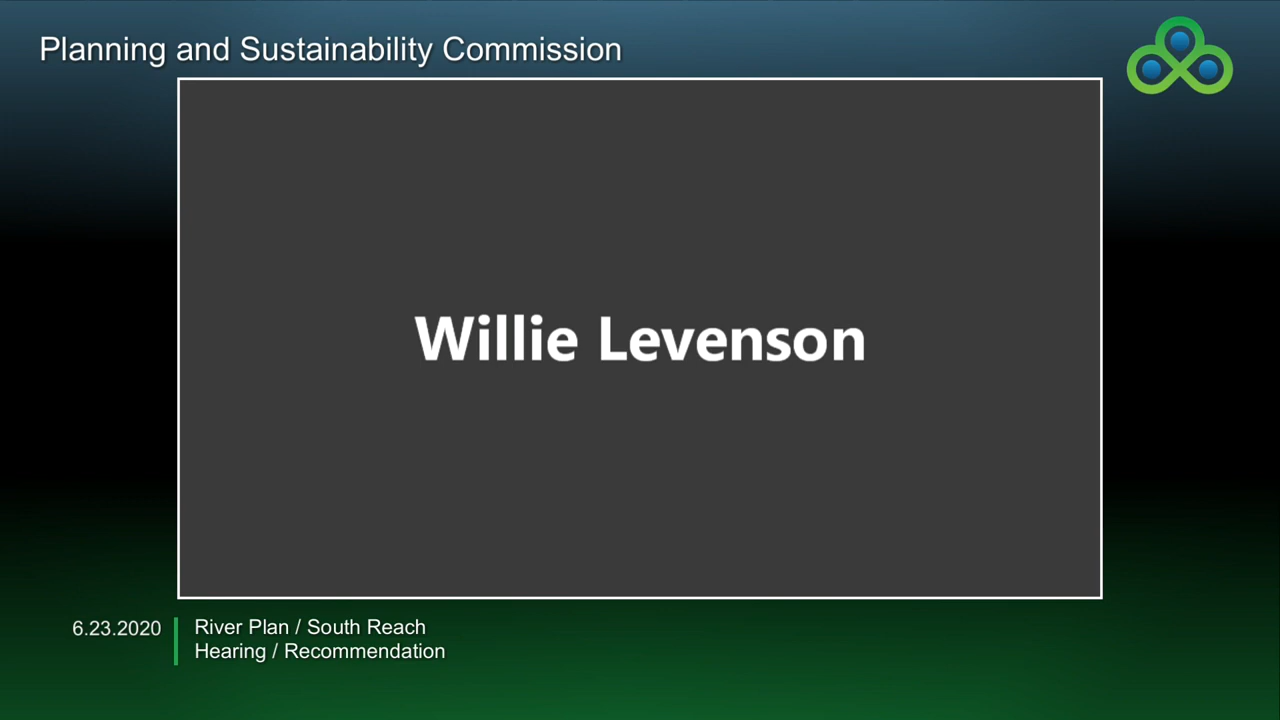 Planning and Sustainability Commission
Willie Levenson
6.23.2020
River Plan / South Reach
Hearing / Recommendation